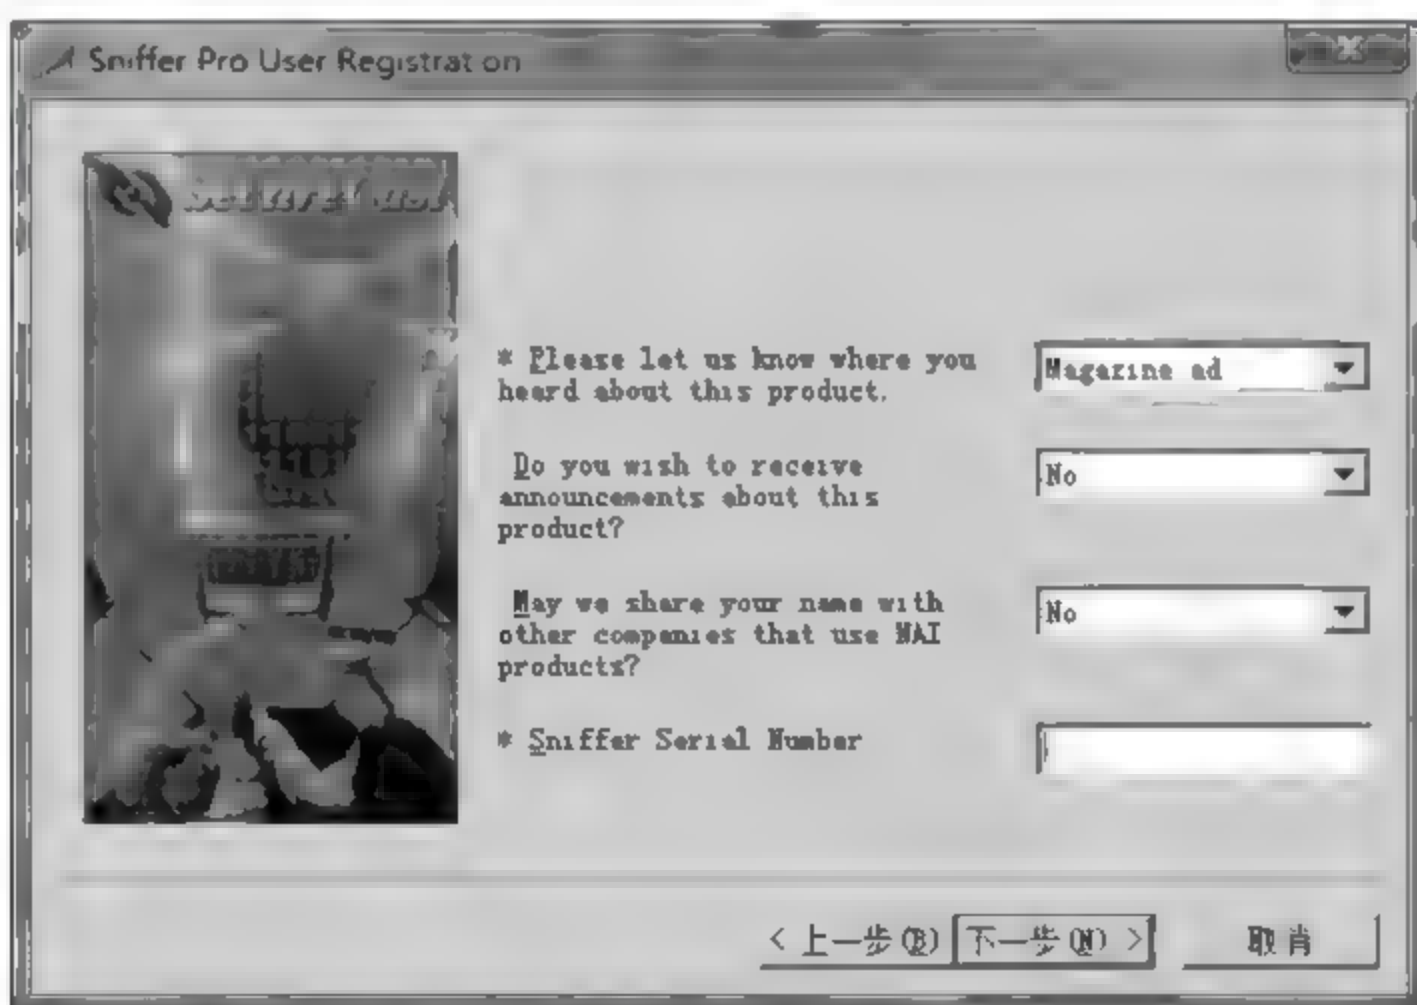 Sniffer Pro User Registration
* Please let us know where you
heard about this product.
Magazine ad
Do you wish to receive
announcements about this
product?
No
May we share your name with
other companies that use NAI
products?
No
* Sniffer Serial Number
< 上一步(B)
下一步(N) >
取消